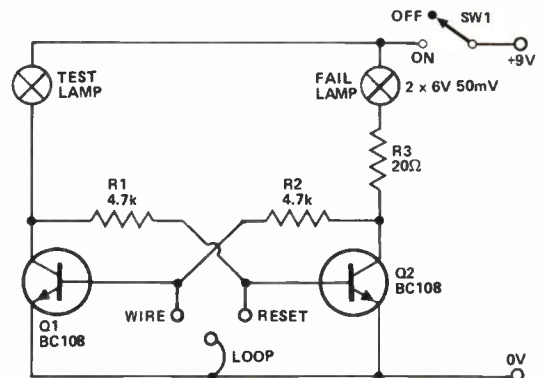 OFF
SW1
ON
+9V
TEST
LAMP
FAIL
LAMP
2 x 6V 50mV
R3
20Ω
R1
4.7k
R2
4.7k
Q1
BC108
WIRE
RESET
Q2
BC108
LOOP
0V